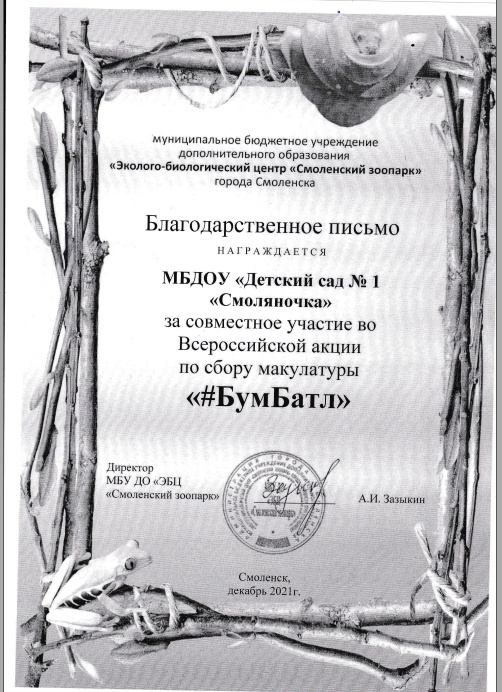 муниципальное бюджетное учреждение
дополнительного образования
«Эколого-биологический центр «Смоленский зоопарк»
города Смоленска
Благодарственное письмо
НАГРАЖДАЕТСЯ
МБДОУ «Детский сад № 1
«Смоляночка»
за совместное участие во
Всероссийской акции
по сбору макулатуры
«#БумБатл»
Директор
МБУ ДО «ЭБЦ
«Смоленский зоопарк»
А.И. Зазыкин
Смоленск,
декабрь 2021г.